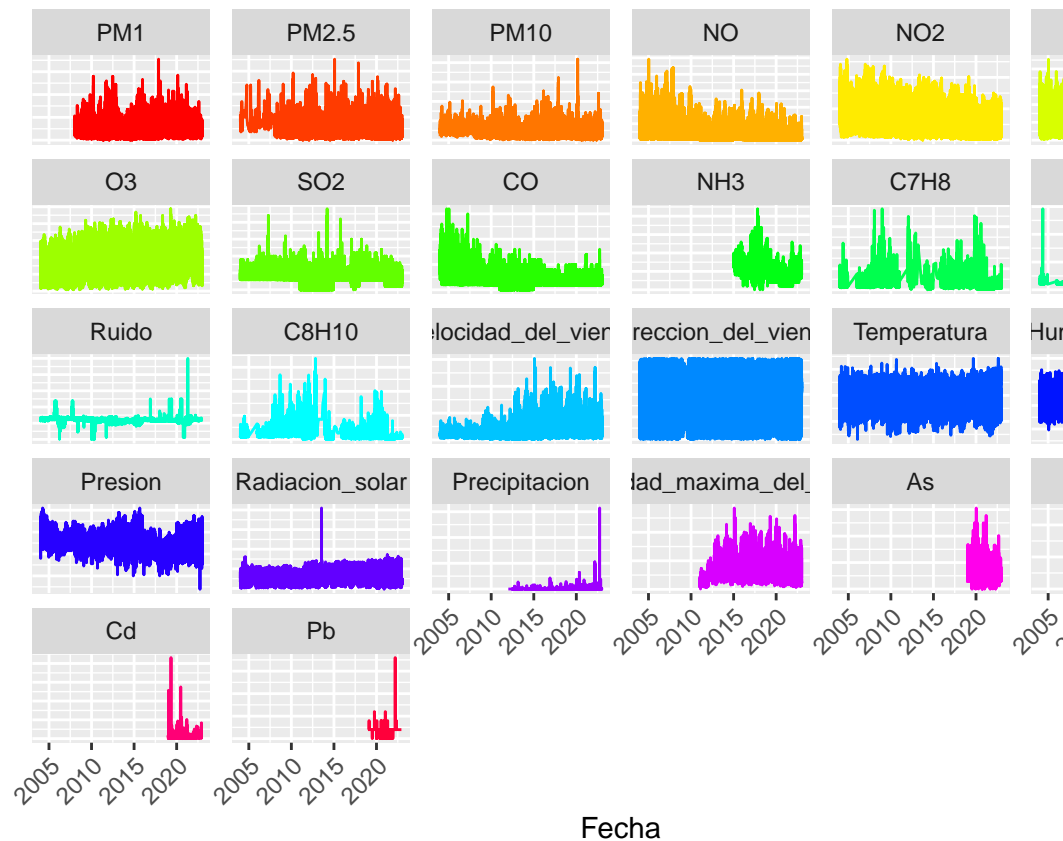 PM1 PM2.5 PM10 NO NO2
O3 SO2 CO NH3 C7H8
Ruido C8H10 elocidad_del_vien reccion_del_vien Temperatura Hur
Presion Radiacion_solar Precipitacion dad_maxima_del_ As
2005 2010 2015 2020 2005 2010 2015 2020 2005 2010 2015 2020 20
Cd Pb
2005 2010 2015 2020 2005 2010 2015 2020
Fecha